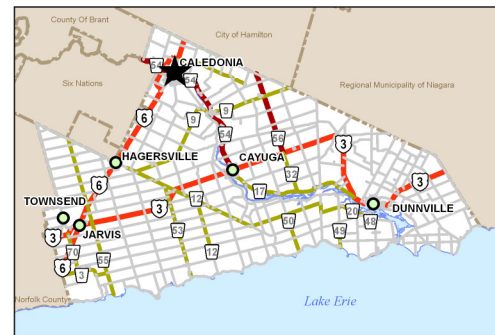 County Of Brant
City of Hamilton
CALEDONIA
54
54
Six Nations
Regional Municipality of Niagara
6
9
9
54
56
3
HAGERSVILLE
CAYUGA
3
6
32
17
TOWNSEND
12
3
DUNNVILLE
20
3
JARVIS
53
50
49
48
70
55
12
6
3
Norfolk County
Lake Erie